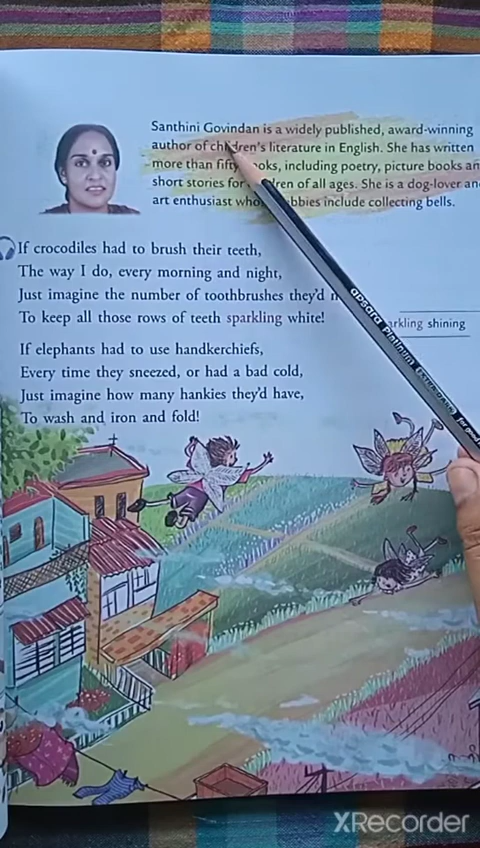 Santhini Govindan is a widely published, award-winning
author of children's literature in English. She has written
more than fifty books, including poetry, picture books an
short stories for children of all ages. She is a dog-lover an
art enthusiast whose hobbies include collecting bells.
If crocodiles had to brush their teeth,
The way I do, every morning and night,
Just imagine the number of toothbrushes they'd
To keep all those rows of teeth sparkling white!
arkling shining
If elephants had to use handkerchiefs,
Every time they sneezed, or had a bad cold,
Just imagine how many hankies they'd have,
To wash and iron and fold!
apsara Platinum
XRecorder